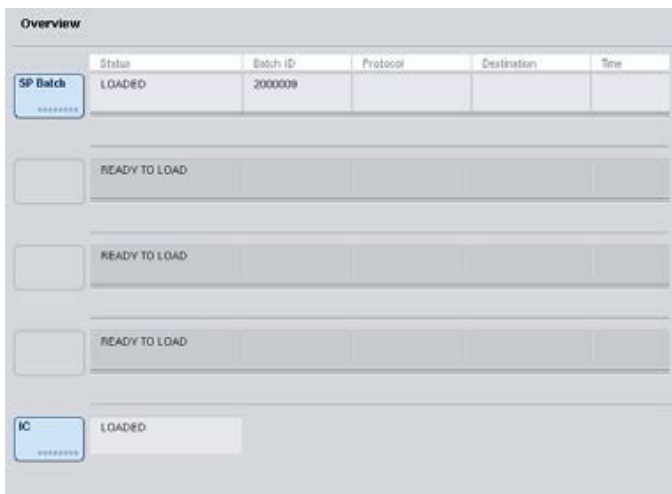 Overview
Status Batch ID Protocol Destination Time
SP Batch LOADED 2000009
READY TO LOAD
READY TO LOAD
READY TO LOAD
IC LOADED